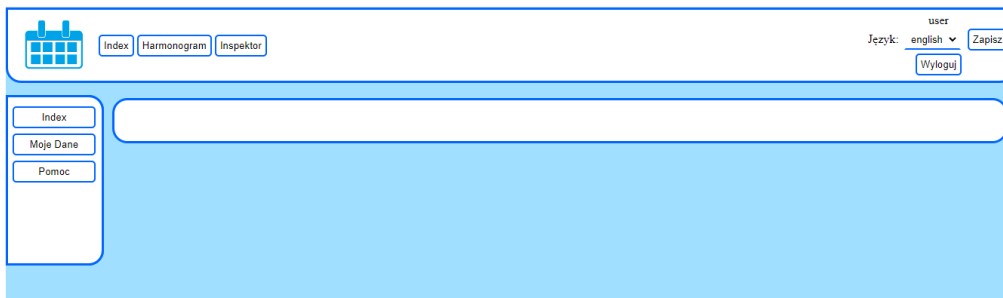 user
Index Harmonogram Inspektor Język: english Zapisz
Wyloguj
Index
Moje Dane
Pomoc